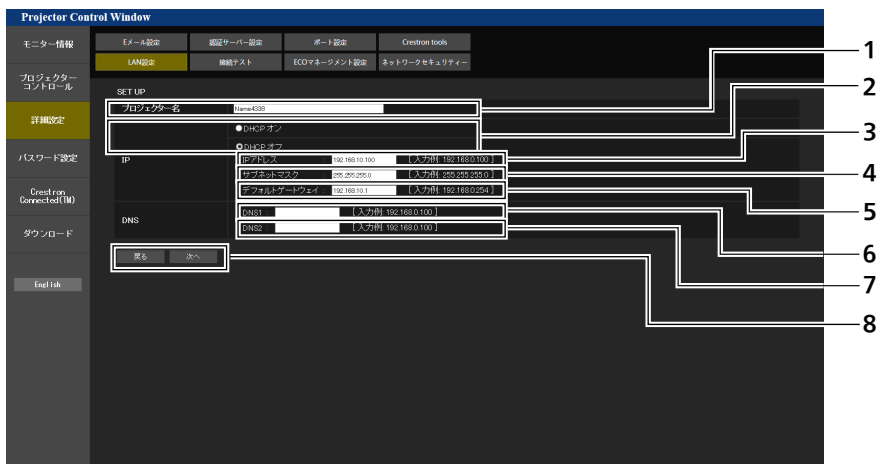 Projector Control Window
モニター情報
プロジェクター
コントロール
詳細設定
パスワード設定
Crestron
Connected(TM)
ダウンロード
English
Eメール設定 認証サーバー設定 ポート設定 Crestron tools
LAN設定 接続テスト ECOマネージメント設定 ネットワークセキュリティー
SET UP
プロジェクター名 Name4338
DHCP オン
DHCP オフ
IP
IPアドレス : 192.168.10.100 [ 入力例: 192.168.0.100 ]
サブネットマスク : 255.255.255.0 [ 入力例: 255.255.255.0 ]
デフォルトゲートウェイ : 192.168.10.1 [ 入力例: 192.168.0.254 ]
DNS
DNS1 : [ 入力例: 192.168.0.100 ]
DNS2 : [ 入力例: 192.168.0.100 ]
戻る 次へ
1
2
3
4
5
6
7
8